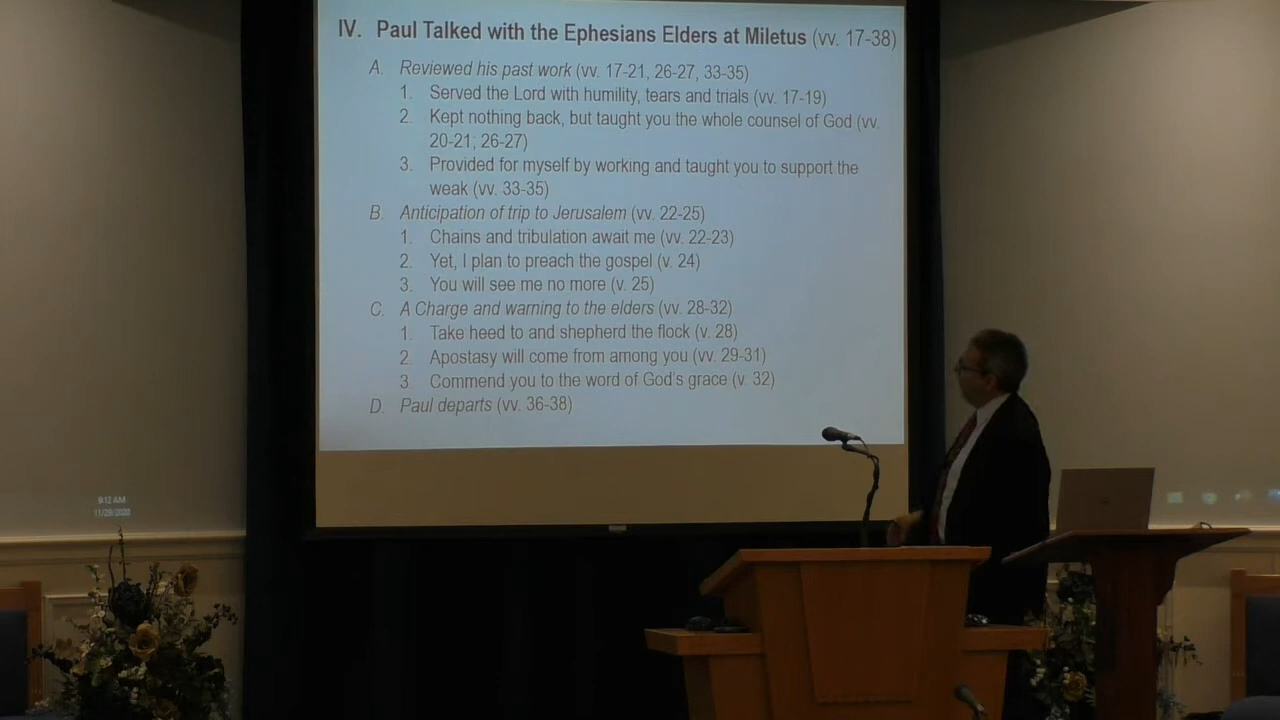 IV. Paul Talked with the Ephesians Elders at Miletus (vv. 17-38)
A. Reviewed his past work (vv. 17-21, 26-27, 33-35)
1. Served the Lord with humility, tears and trials (vv. 17-19)
2. Kept nothing back, but taught you the whole counsel of God (vv.
20-21; 26-27)
3. Provided for myself by working and taught you to support the
weak (vv. 33-35)
B. Anticipation of trip to Jerusalem (vv. 22-25)
1. Chains and tribulation await me (vv. 22-23)
2. Yet, I plan to preach the gospel (v. 24)
3. You will see me no more (v. 25)
C. A Charge and warning to the elders (vv. 28-32)
1. Take heed to and shepherd the flock (v. 28)
2. Apostasy will come from among you (vv. 29-31)
3. Commend you to the word of God's grace (v. 32)
D. Paul departs (vv. 36-38)
9:12 AM
11/29/2020